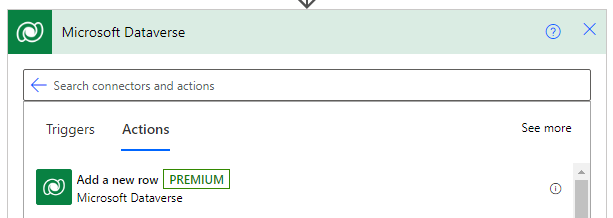 Microsoft Dataverse
Search connectors and actions
Triggers Actions See more
Add a new row PREMIUM
Microsoft Dataverse